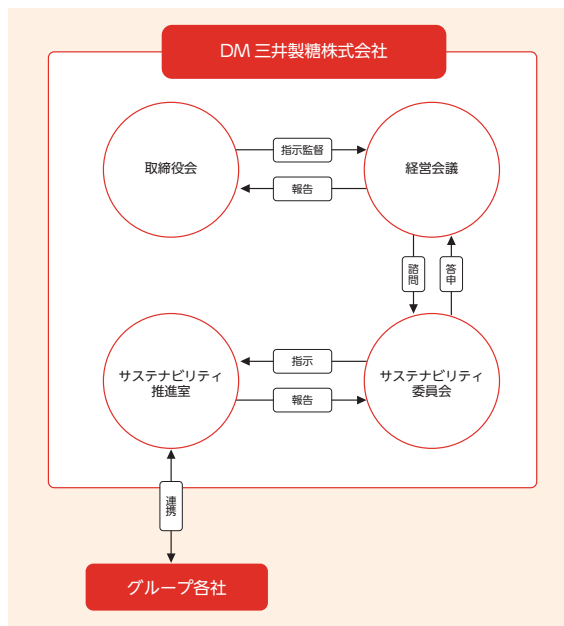 DM 三井製糖株式会社
取締役会
指示監督
報告
経営会議
諮問
答申
サステナビリティ
推進室
指示
報告
サステナビリティ
委員会
連携
グループ各社